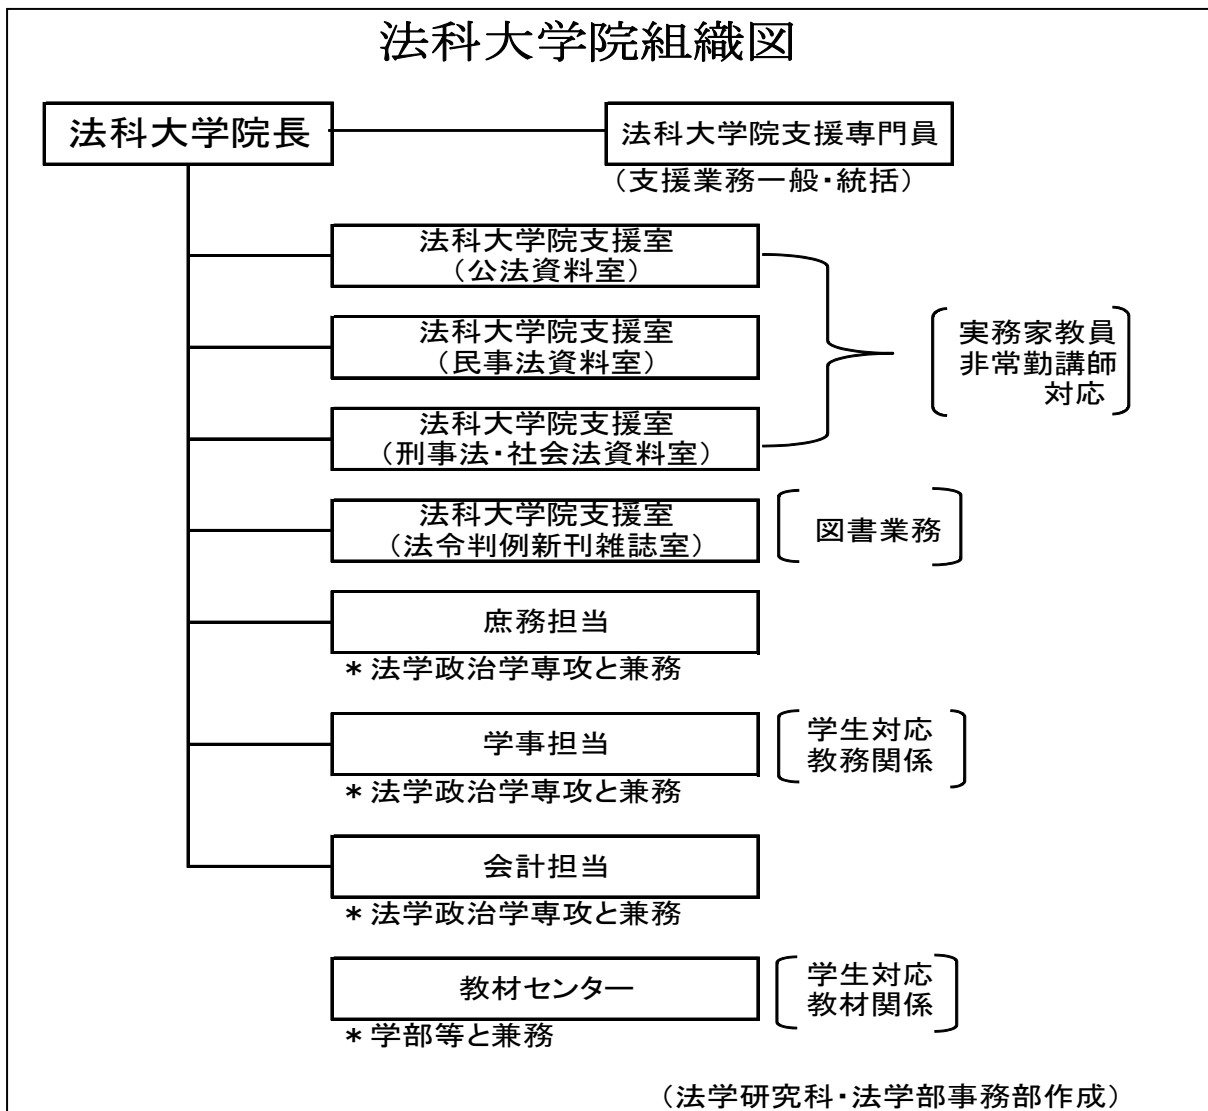 法科大学院組織図
法科大学院長
法科大学院支援専門員
（支援業務一般・統括）
法科大学院支援室
（公法資料室）
法科大学院支援室
（民事法資料室）
法科大学院支援室
（刑事法・社会法資料室）
実務家教員
非常勤講師
対応
法科大学院支援室
（法令判例新刊雑誌室）
図書業務
庶務担当
＊法学政治学専攻と兼務
学事担当
＊法学政治学専攻と兼務
学生対応
教務関係
会計担当
＊法学政治学専攻と兼務
教材センター
＊学部等と兼務
学生対応
教材関係
（法学研究科・法学部事務部作成）